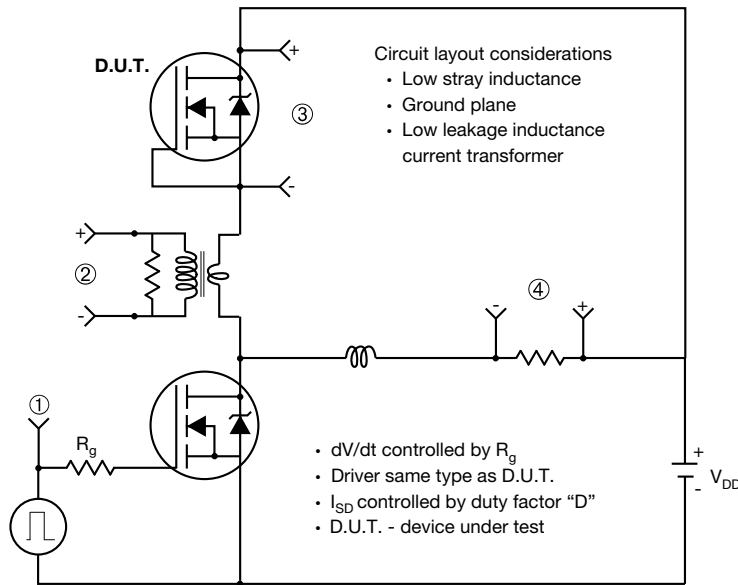 D.U.T.
+
-
③
Circuit layout considerations
• Low stray inductance
• Ground plane
• Low leakage inductance
current transformer
+
②
-
④
-
+
①
Rg
• dV/dt controlled by Rg
• Driver same type as D.U.T.
• ISD controlled by duty factor “D”
• D.U.T. - device under test
+
VDD
-